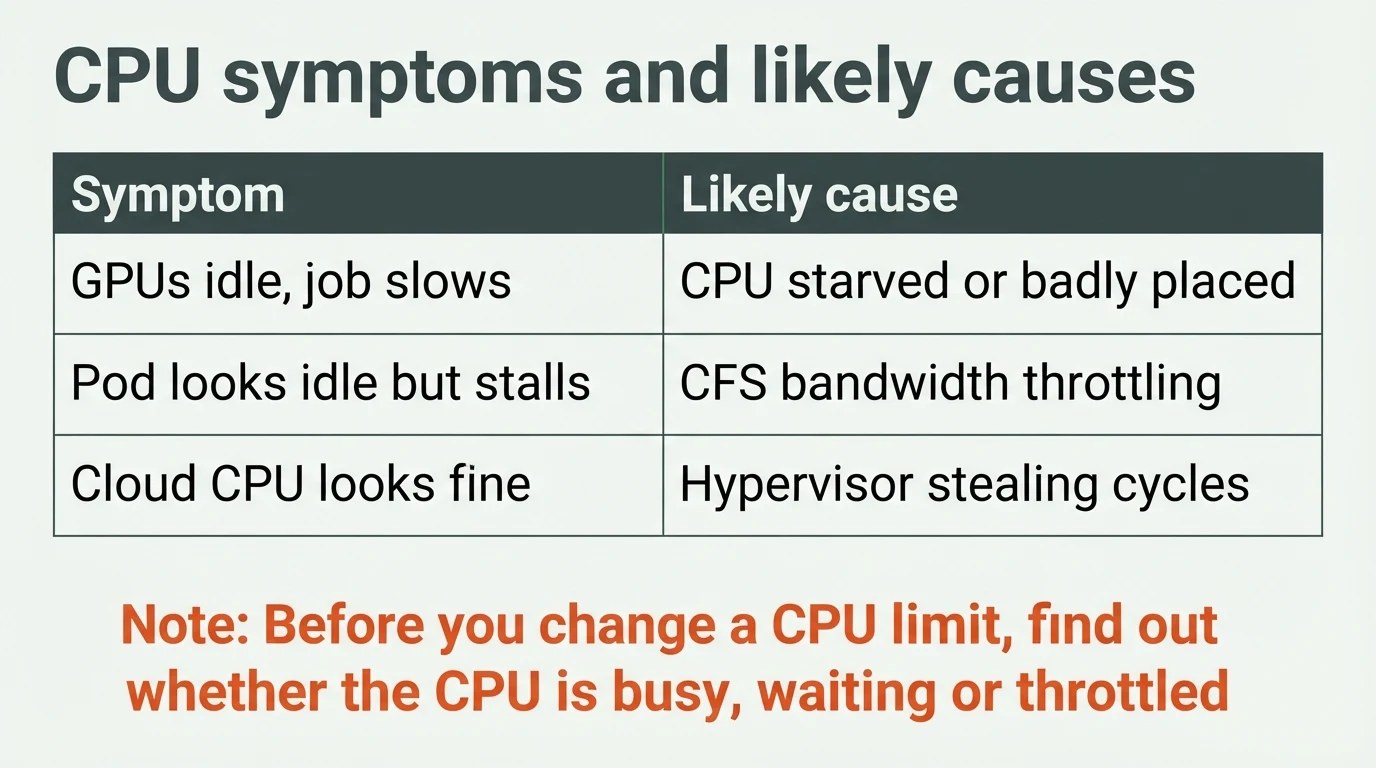 CPU symptoms and likely causes
Symptom Likely cause
GPUs idle, job slows CPU starved or badly placed
Pod looks idle but stalls CFS bandwidth throttling
Cloud CPU looks fine Hypervisor stealing cycles
Note: Before you change a CPU limit, find out
whether the CPU is busy, waiting or throttled